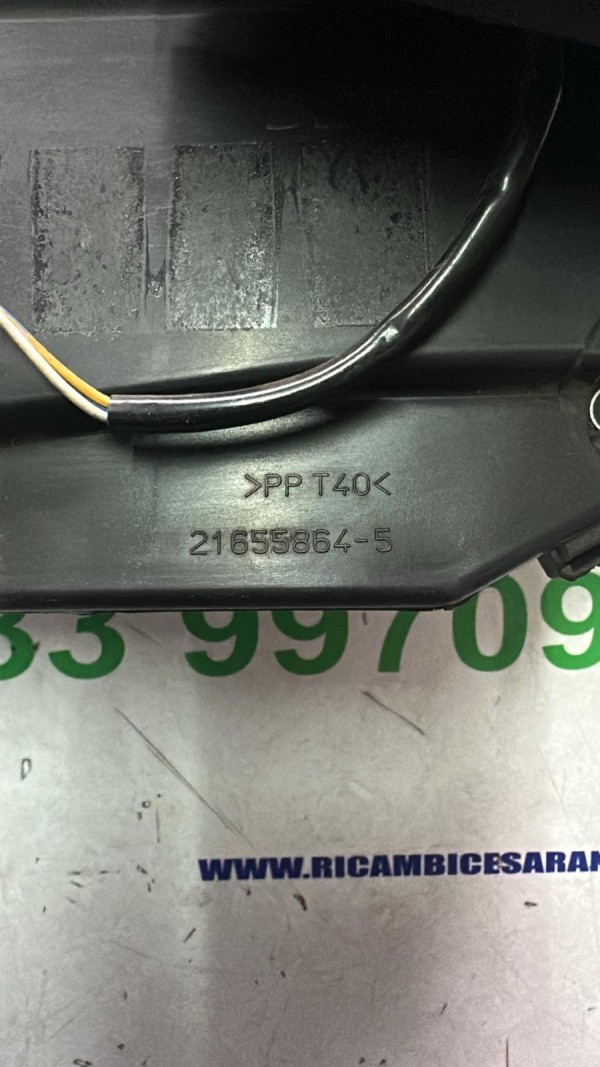 >PP T40<
21655864-5
33 99709
WWW.RICAMBICESARAN